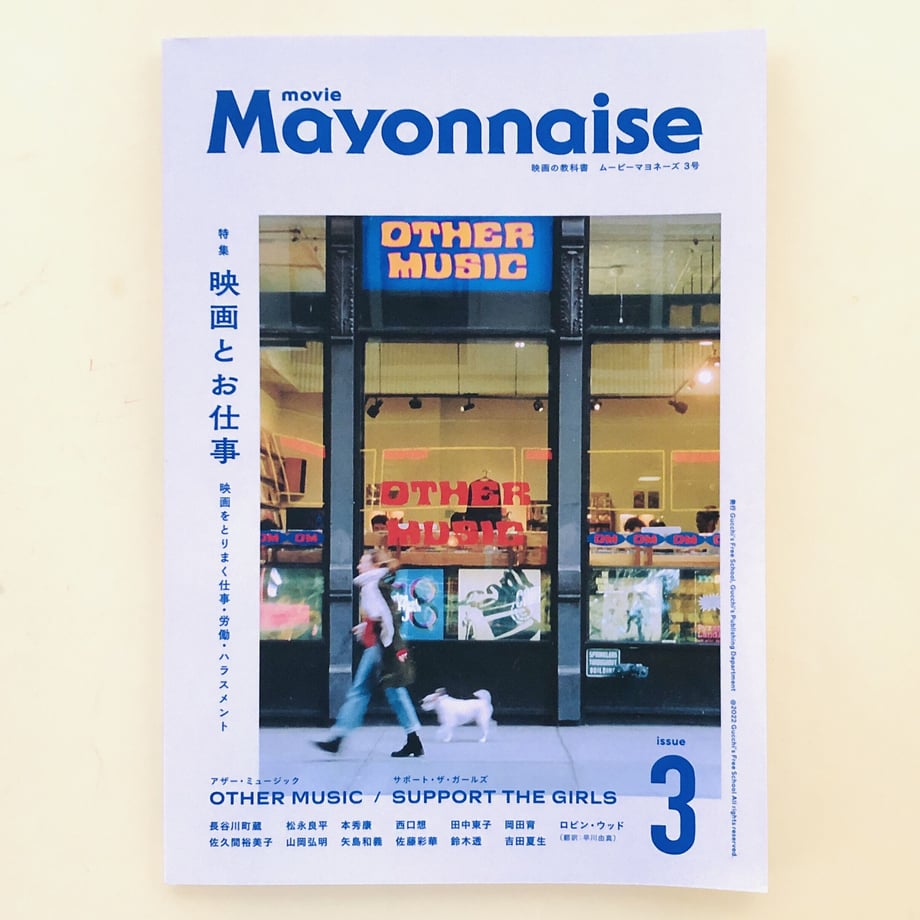 movie
Mayonnaise
映画の教科書　ムービーマヨネーズ 3号
特集
映画とお仕事
映画をとりまく仕事・労働・ハラスメント
OTHER
MUSIC
OTHER
MUSIC
OM OM
OM OM OM
SPRINKLERS
BUILDING
発行 Gucchi's Free School, Gucchi's Publishing Department　@2022 Gucchi's Free School All rights reserved.
issue
3
アザー・ミュージック　サポート・ザ・ガールズ
OTHER MUSIC / SUPPORT THE GIRLS
長谷川町蔵　松永良平　本秀康　西口想　田中東子　岡田育　ロビン・ウッド
佐久間裕美子　山岡弘明　矢島和義　佐藤彩華　鈴木透　吉田夏生　（翻訳：早川由真）